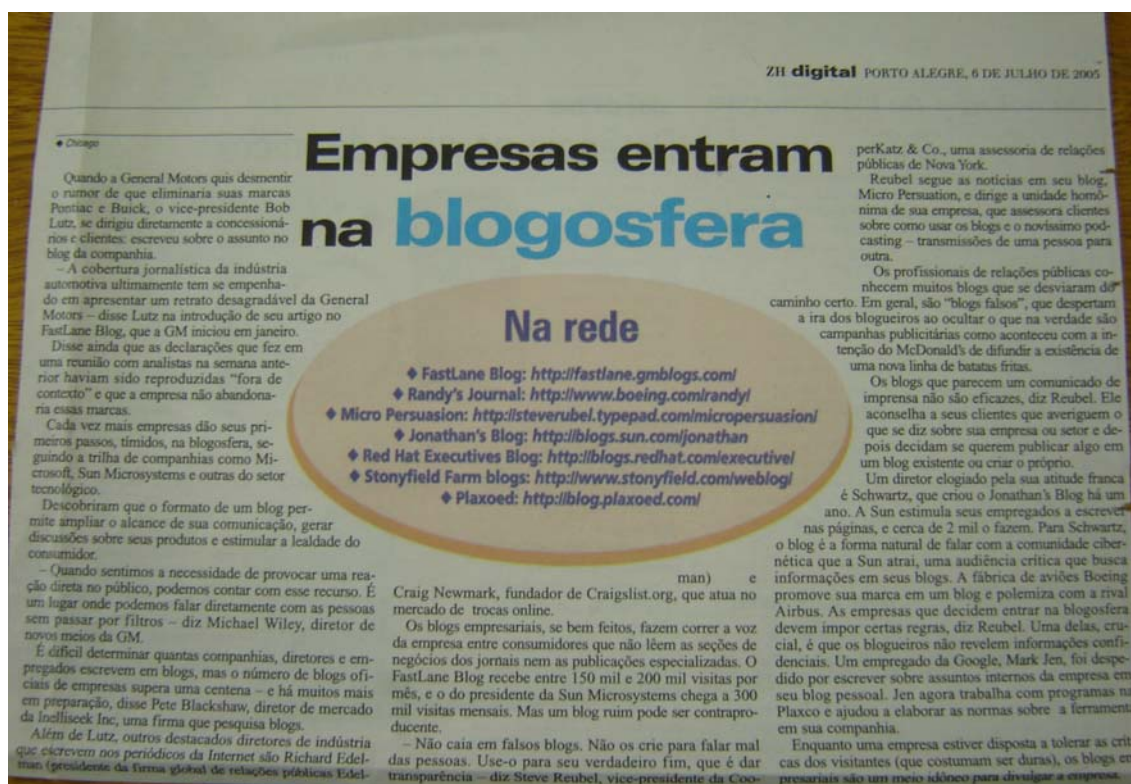 ZH digital PORTO ALEGRE, 6 DE JULHO DE 2005
Empresas entram
na blogosfera
◆ Chicago
Quando a General Motors quis desmentir
o rumor de que eliminaria suas marcas
Pontiac e Buick, o vice-presidente Bob
Lutz, se dirigiu diretamente a concessioná-
rios e clientes: escreveu sobre o assunto no
blog da companhia.
– A cobertura jornalística da indústria
automotiva ultimamente tem se empenha-
do em apresentar um retrato desagradável da General
Motors – disse Lutz na introdução de seu artigo no
FastLane Blog, que a GM iniciou em janeiro.
Disse ainda que as declarações que fez em
uma reunião com analistas na semana ante-
rior haviam sido reproduzidas “fora de
contexto” e que a empresa não abandona-
ria essas marcas.
Cada vez mais empresas dão seus pri-
meiros passos, tímidos, na blogosfera, se-
guindo a trilha de companhias como Mi-
crosoft, Sun Microsystems e outras do setor
tecnológico.
Descobriram que o formato de um blog per-
mite ampliar o alcance de sua comunicação, gerar
discussões sobre seus produtos e estimular a lealdade do
consumidor.
– Quando sentimos a necessidade de provocar uma rea-
ção direta no público, podemos contar com esse recurso. É
um lugar onde podemos falar diretamente com as pessoas
sem passar por filtros – diz Michael Wiley, diretor de
novos meios da GM.
É difícil determinar quantas companhias, diretores e em-
pregados escrevem em blogs, mas o número de blogs ofi-
ciais de empresas supera uma centena – e há muitos mais
em preparação, disse Pete Blackshaw, diretor de mercado
da Inelliseek Inc, uma firma que pesquisa blogs.
Além de Lutz, outros destacados diretores de indústria
que escrevem nos periódicos da Internet são Richard Edel-
man (presidente da firma global de relações públicas Edel-
Na rede
◆ FastLane Blog: http://fastlane.gmblogs.com/
◆ Randy's Journal: http://www.boeing.com/randy/
◆ Micro Persuasion: http://steverubel.typepad.com/micropersuasion/
◆ Jonathan's Blog: http://blogs.sun.com/jonathan
◆ Red Hat Executives Blog: http://blogs.redhat.com/executive/
◆ Stonyfield Farm blogs: http://www.stonyfield.com/weblog/
◆ Plaxoed: http://blog.plaxoed.com/
man) e
Craig Newmark, fundador de Craigslist.org, que atua no
mercado de trocas online.
Os blogs empresariais, se bem feitos, fazem correr a voz
da empresa entre consumidores que não lêem as seções de
negócios dos jornais nem as publicações especializadas. O
FastLane Blog recebe entre 150 mil e 200 mil visitas por
mês, e o do presidente da Sun Microsystems chega a 300
mil visitas mensais. Mas um blog ruim pode ser contrapro-
ducente.
– Não caia em falsos blogs. Não os crie para falar mal
das pessoas. Use-o para seu verdadeiro fim, que é dar
transparência – diz Steve Reubel, vice-presidente da Coo-
perKatz & Co., uma assessoria de relações
públicas de Nova York.
Reubel segue as notícias em seu blog,
Micro Persuation, e dirige a unidade homô-
nima de sua empresa, que assessora clientes
sobre como usar os blogs e o novíssimo pod-
casting – transmissões de uma pessoa para
outra.
Os profissionais de relações públicas co-
nhecem muitos blogs que se desviaram do
caminho certo. Em geral, são “blogs falsos”, que despertam
a ira dos blogueiros ao ocultar o que na verdade são
campanhas publicitárias como aconteceu com a in-
tenção do McDonald's de difundir a existência de
uma nova linha de batatas fritas.
Os blogs que parecem um comunicado de
imprensa não são eficazes, diz Reubel. Ele
aconselha a seus clientes que averiguem o
que se diz sobre sua empresa ou setor e de-
pois decidam se querem publicar algo em
um blog existente ou criar o próprio.
Um diretor elogiado pela sua atitude franca
é Schwartz, que criou o Jonathan's Blog há um
ano. A Sun estimula seus empregados a escrever
nas páginas, e cerca de 2 mil o fazem. Para Schwartz,
o blog é a forma natural de falar com a comunidade ciber-
nética que a Sun atrai, uma audiência crítica que busca
informações em seus blogs. A fábrica de aviões Boeing
promove sua marca em um blog e polemiza com a rival
Airbus. As empresas que decidem entrar na blogosfera
devem impor certas regras, diz Reubel. Uma delas, cru-
cial, é que os blogueiros não revelem informações confi-
denciais. Um empregado da Google, Mark Jen, foi despe-
dido por escrever sobre assuntos internos da empresa em
seu blog pessoal. Jen agora trabalha com programas na
Plaxco e ajudou a elaborar as normas sobre a ferrament
em sua companhia.
Enquanto uma empresa estiver disposta a tolerar as crít
cas dos visitantes (que costumam ser duras), os blogs em
presariais são um meio idôneo para divulgar a empresa.